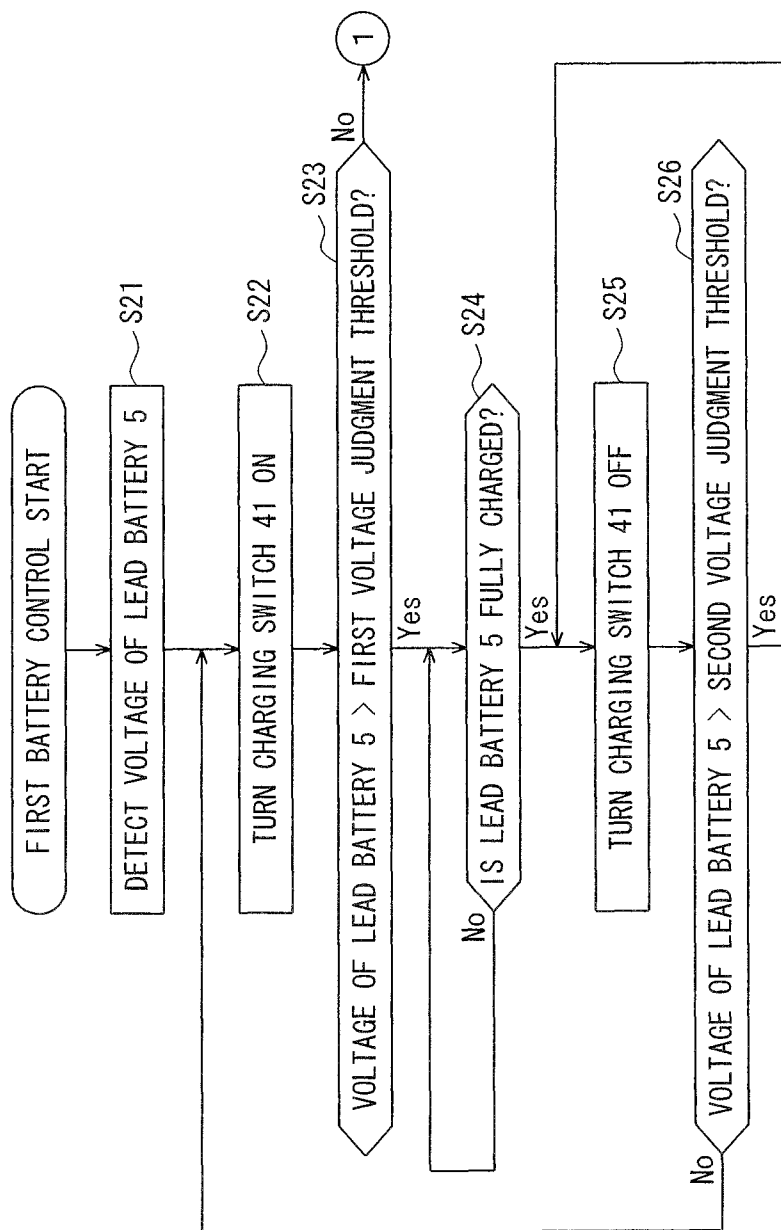 FIRST BATTERY CONTROL START
DETECT VOLTAGE OF LEAD BATTERY 5
S21
TURN CHARGING SWITCH 41 ON
S22
VOLTAGE OF LEAD BATTERY 5 > FIRST VOLTAGE JUDGMENT THRESHOLD?
S23
No
1
Yes
IS LEAD BATTERY 5 FULLY CHARGED?
S24
No
Yes
TURN CHARGING SWITCH 41 OFF
S25
VOLTAGE OF LEAD BATTERY 5 > SECOND VOLTAGE JUDGMENT THRESHOLD?
S26
No
Yes